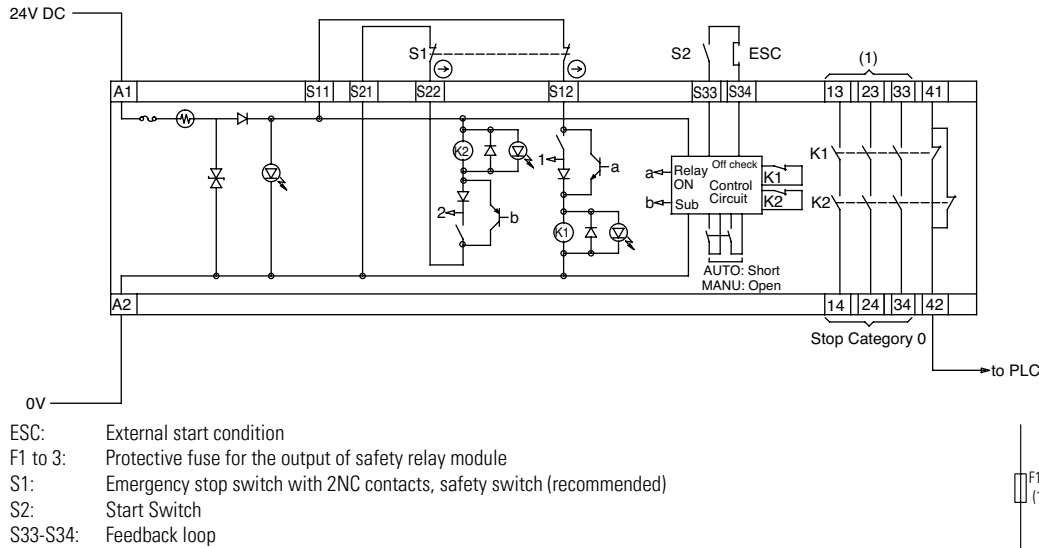 24V DC
S1
S2
ESC
(1)
A1
S11
S21
S22
S12
S33
S34
13
23
33
41
K2
1
a
a
Relay
ON
Off check
Control
Circuit
b
Sub
K1
K2
K1
K2
2
b
K1
AUTO: Short
MANU: Open
A2
14
24
34
42
Stop Category 0
to PLC
0V
ESC: External start condition
F1 to 3: Protective fuse for the output of safety relay module
S1: Emergency stop switch with 2NC contacts, safety switch (recommended)
S2: Start Switch
S33-S34: Feedback loop
F1